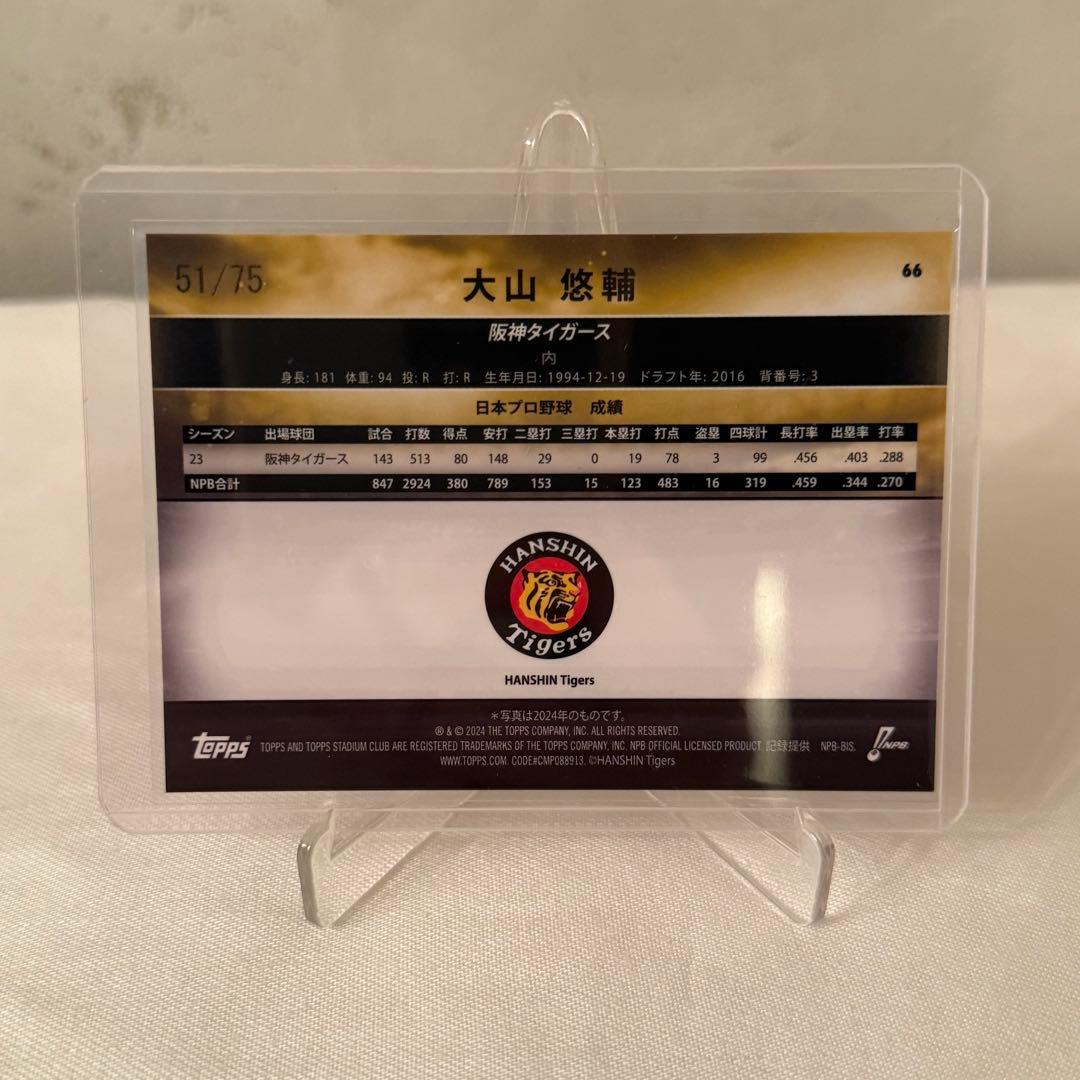 51/75
大山 悠輔
66
阪神タイガース
内
身長: 181 体重: 94 投: R 打: R 生年月日: 1994-12-19 ドラフト年: 2016 背番号: 3
日本プロ野球 成績
シーズン 出場球団 試合 打数 得点 安打 二塁打 三塁打 本塁打 打点 盗塁 四球計 長打率 出塁率 打率
23 阪神タイガース 143 513 80 148 29 0 19 78 3 99 .456 .403 .288
NPB合計 847 2924 380 789 153 15 123 483 16 319 .459 .344 .270
HANSHIN
Tigers
HANSHIN Tigers
＊写真は2024年のものです。
® & © 2024 THE TOPPS COMPANY, INC. ALL RIGHTS RESERVED.
topps®
TOPPS AND TOPPS STADIUM CLUB ARE REGISTERED TRADEMARKS OF THE TOPPS COMPANY, INC. NPB OFFICIAL LICENSED PRODUCT. 記録提供 NPB-BIS.
NPB
WWW.TOPPS.COM. CODE#CMP088913. ©HANSHIN Tigers